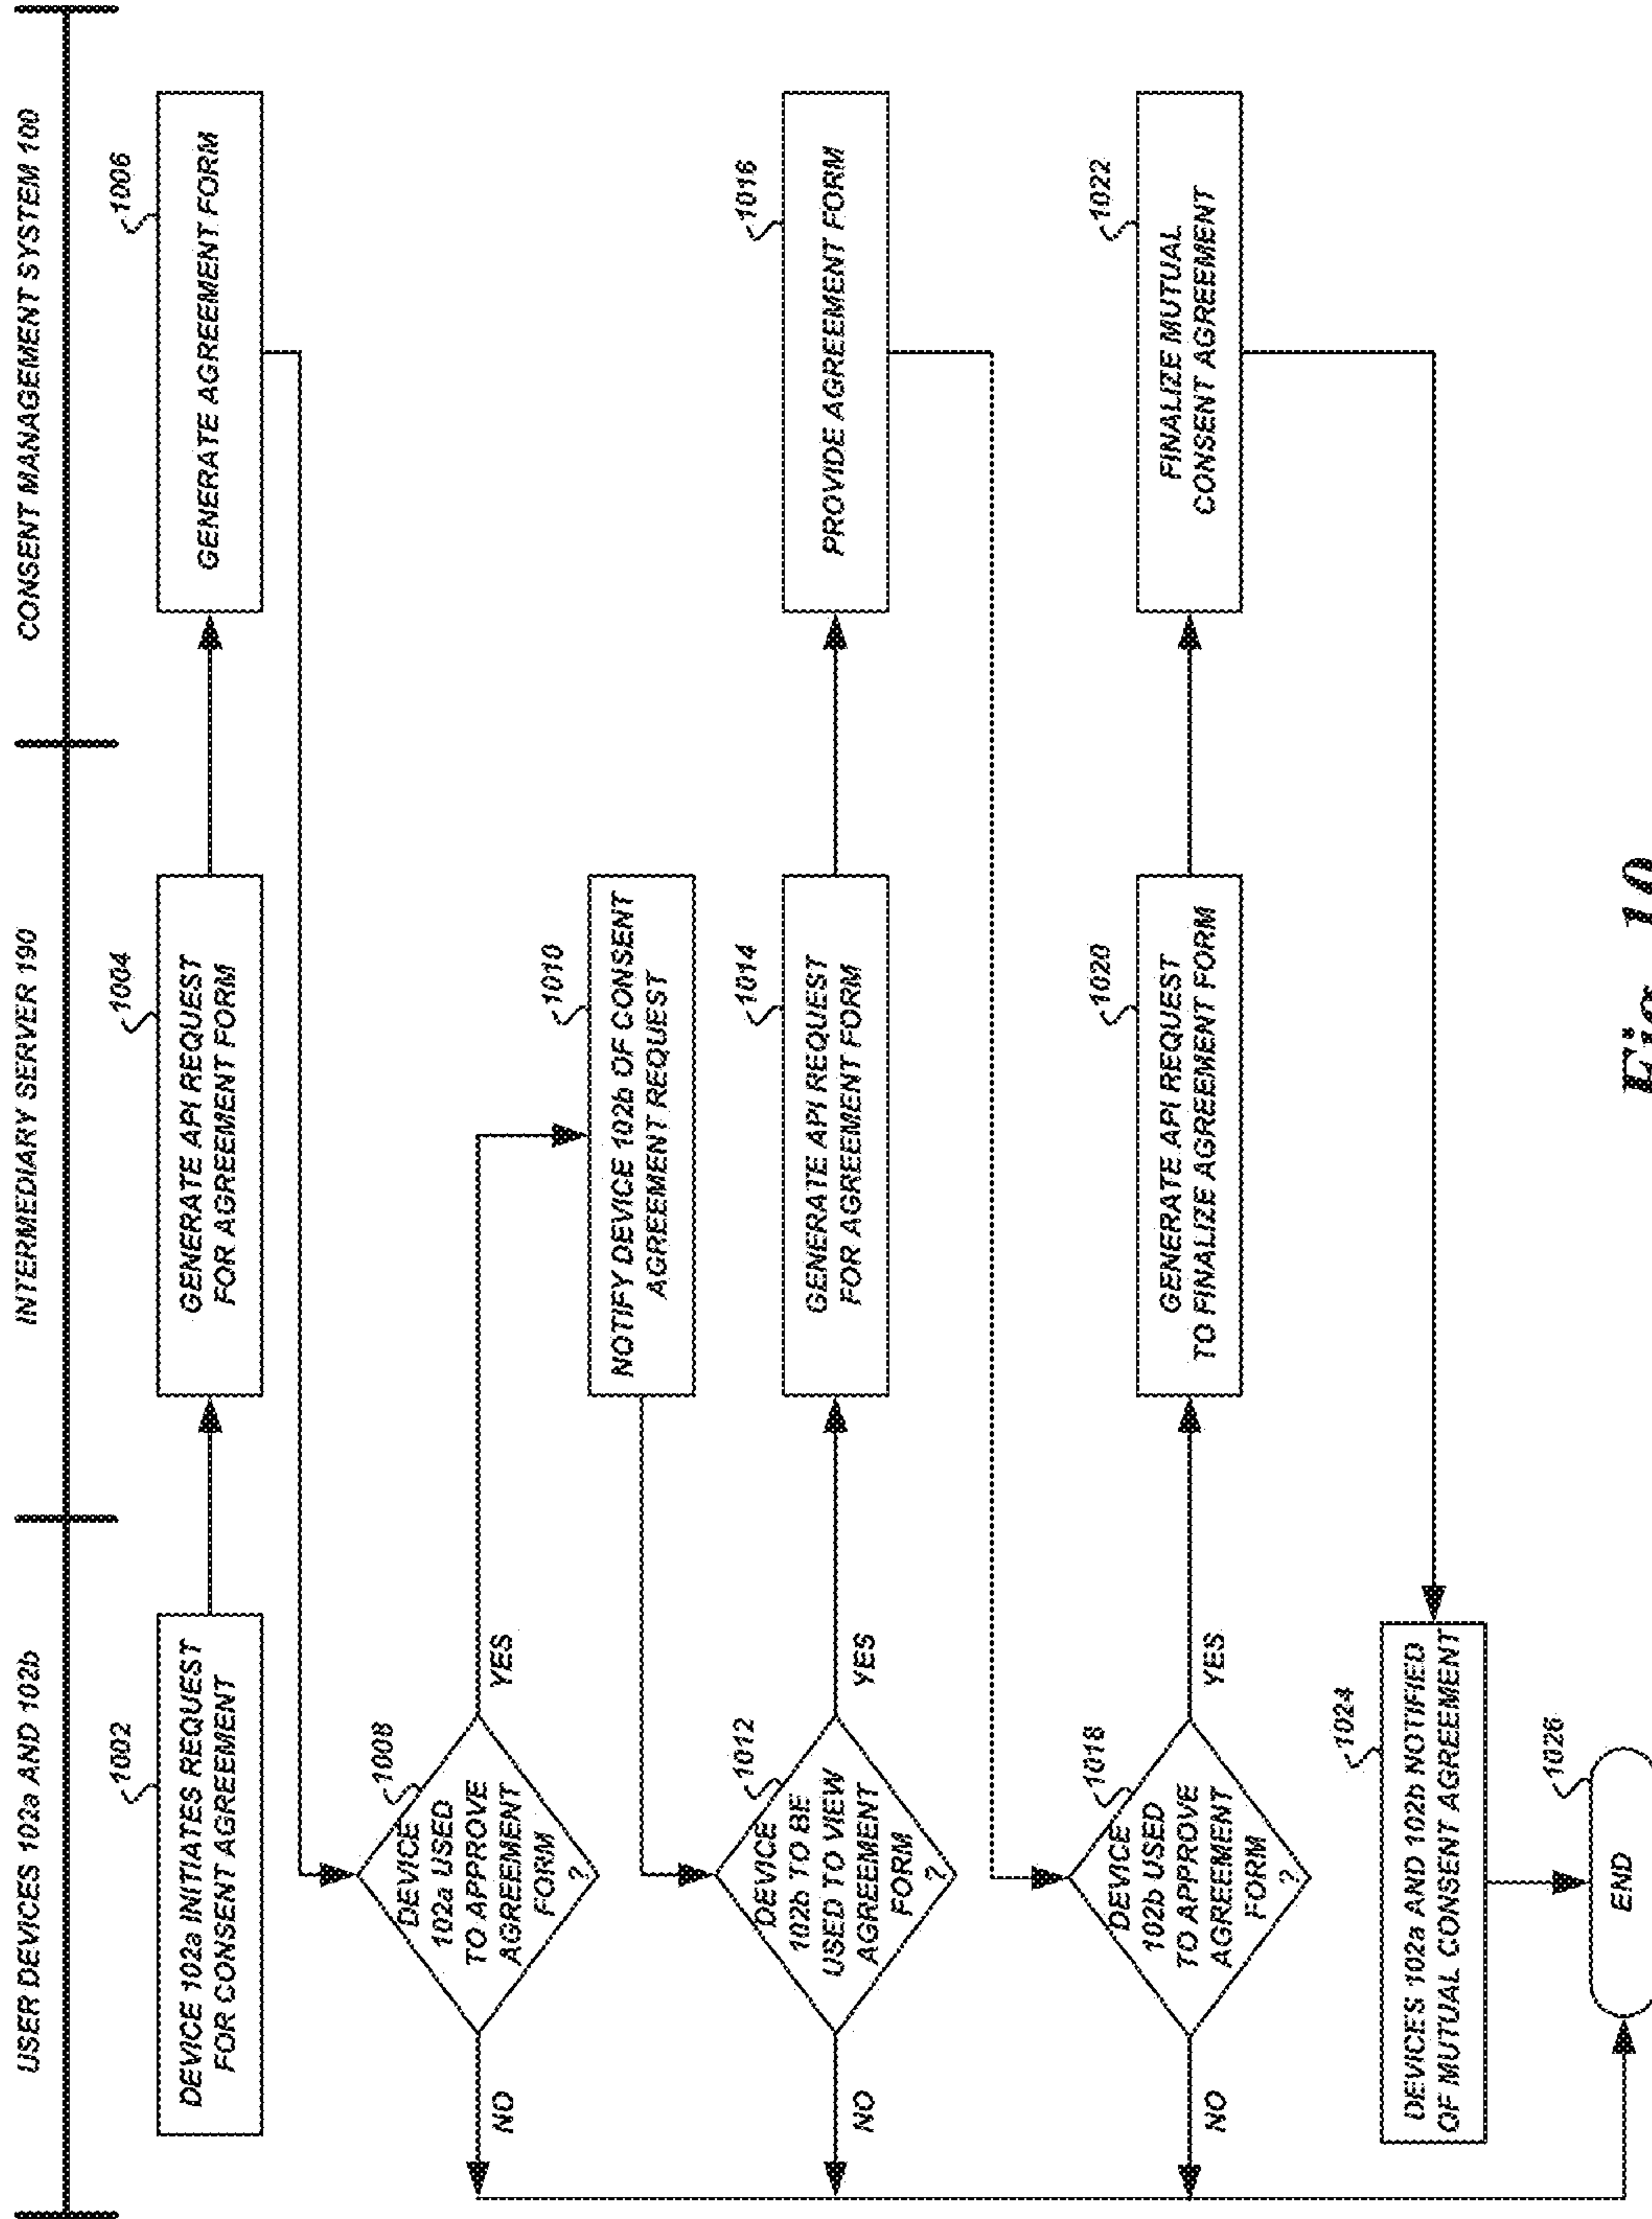 USER DEVICES 102a AND 102b
INTERMEDIARY SERVER 190
CONSENT MANAGEMENT SYSTEM 100
1002
DEVICE 102a INITIATES REQUEST
FOR CONSENT AGREEMENT
1004
GENERATE API REQUEST
FOR AGREEMENT FORM
1006
GENERATE AGREEMENT FORM
1008
DEVICE
102a USED
TO APPROVE
AGREEMENT
FORM
?
YES
NO
1010
NOTIFY DEVICE 102b OF CONSENT
AGREEMENT REQUEST
1012
DEVICE
102b TO BE
USED TO VIEW
AGREEMENT
FORM
?
YES
NO
1014
GENERATE API REQUEST
FOR AGREEMENT FORM
1016
PROVIDE AGREEMENT FORM
1018
DEVICE
102b USED
TO APPROVE
AGREEMENT
FORM
?
YES
NO
1020
GENERATE API REQUEST
TO FINALIZE AGREEMENT FORM
1022
FINALIZE MUTUAL
CONSENT AGREEMENT
1024
DEVICES 102a AND 102b NOTIFIED
OF MUTUAL CONSENT AGREEMENT
1026
END
Fig. 10